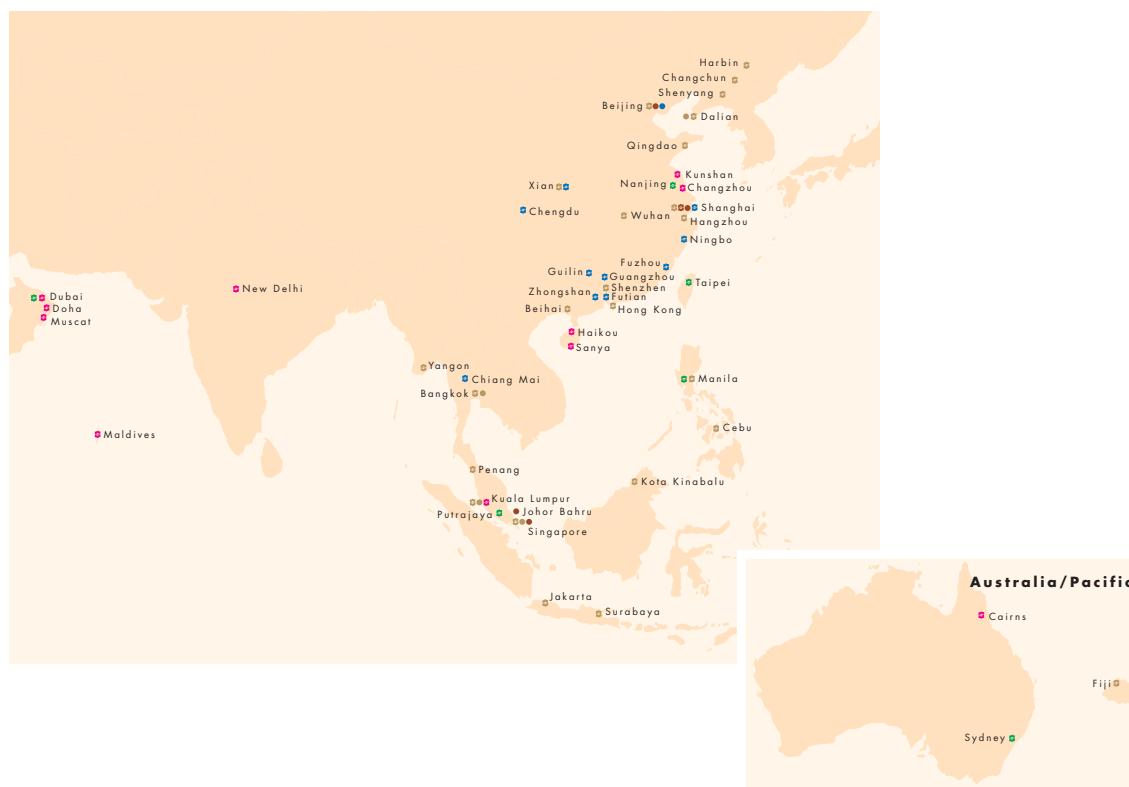 Harbin
Changchun
Shenyang
Beijing
Dalian
Qingdao
Kunshan
Xian
Nanjing
Changzhou
Chengdu
Wuhan
Shanghai
Hangzhou
Ningbo
Fuzhou
Guilin
Guangzhou
Taipei
Shenzhen
Zhongshan
Futian
Beihai
Hong Kong
New Delhi
Dubai
Doha
Muscat
Haikou
Sanya
Yangon
Chiang Mai
Manila
Bangkok
Cebu
Maldives
Penang
Kota Kinabalu
Kuala Lumpur
Johor Bahru
Putrajaya
Singapore
Jakarta
Surabaya
Australia/Pacific
Cairns
Fiji
Sydney